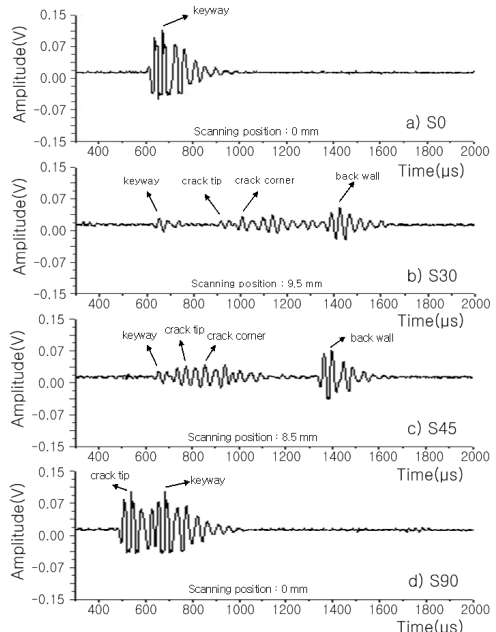 keyway
0.15
0.07
0.00
-0.07
-0.15
Amplitude(V)
Scanning position : 0 mm
a) S0
400 600 800 1000 1200 1400 1600 1800 2000
Time(μs)
keyway crack tip crack corner back wall
0.15
0.07
0.00
-0.07
-0.15
Amplitude(V)
Scanning position : 9,5 mm
b) S30
400 600 800 1000 1200 1400 1600 1800 2000
Time(μs)
keyway crack tip crack corner back wall
0.15
0.07
0.00
-0.07
-0.15
Amplitude(V)
Scanning position : 8.5 mm
c) S45
400 600 800 1000 1200 1400 1600 1800 2000
Time(μs)
crack tip keyway
0.15
0.07
0.00
-0.07
-0.15
Amplitude(V)
Scanning position : 0 mm
d) S90
400 600 800 1000 1200 1400 1600 1800 2000
Time(μs)